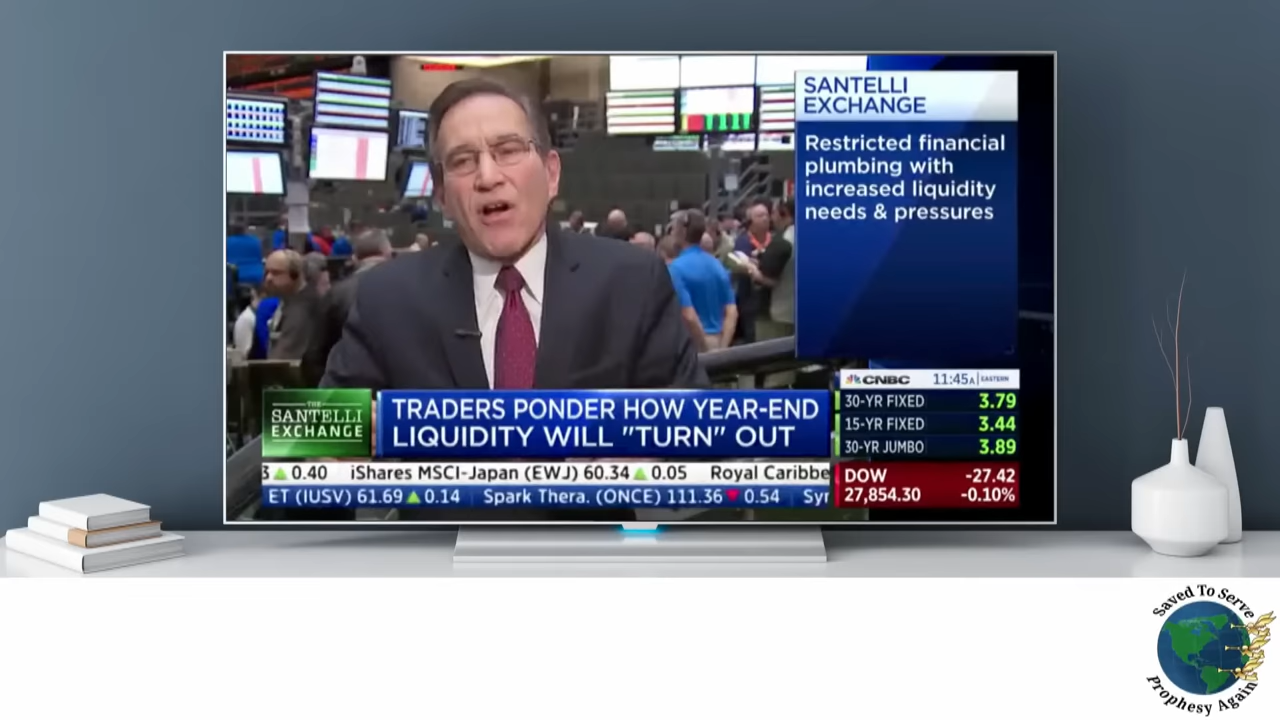 SANTELLI
EXCHANGE
Restricted financial
plumbing with
increased liquidity
needs & pressures
CNBC 11:45A EASTERN
30-YR FIXED 3.79
15-YR FIXED 3.44
30-YR JUMBO 3.89
THE
SANTELLI
EXCHANGE
TRADERS PONDER HOW YEAR-END
LIQUIDITY WILL "TURN" OUT
3 ▲ 0.40 iShares MSCI-Japan (EWJ) 60.34 ▲ 0.05 Royal Caribbe
ET (IUSV) 61.69 ▲ 0.14 Spark Thera. (ONCE) 111.36 ▼ 0.54 Syr
DOW -27.42
27,854.30 -0.10%
Saved To Serve
Prophesy Again